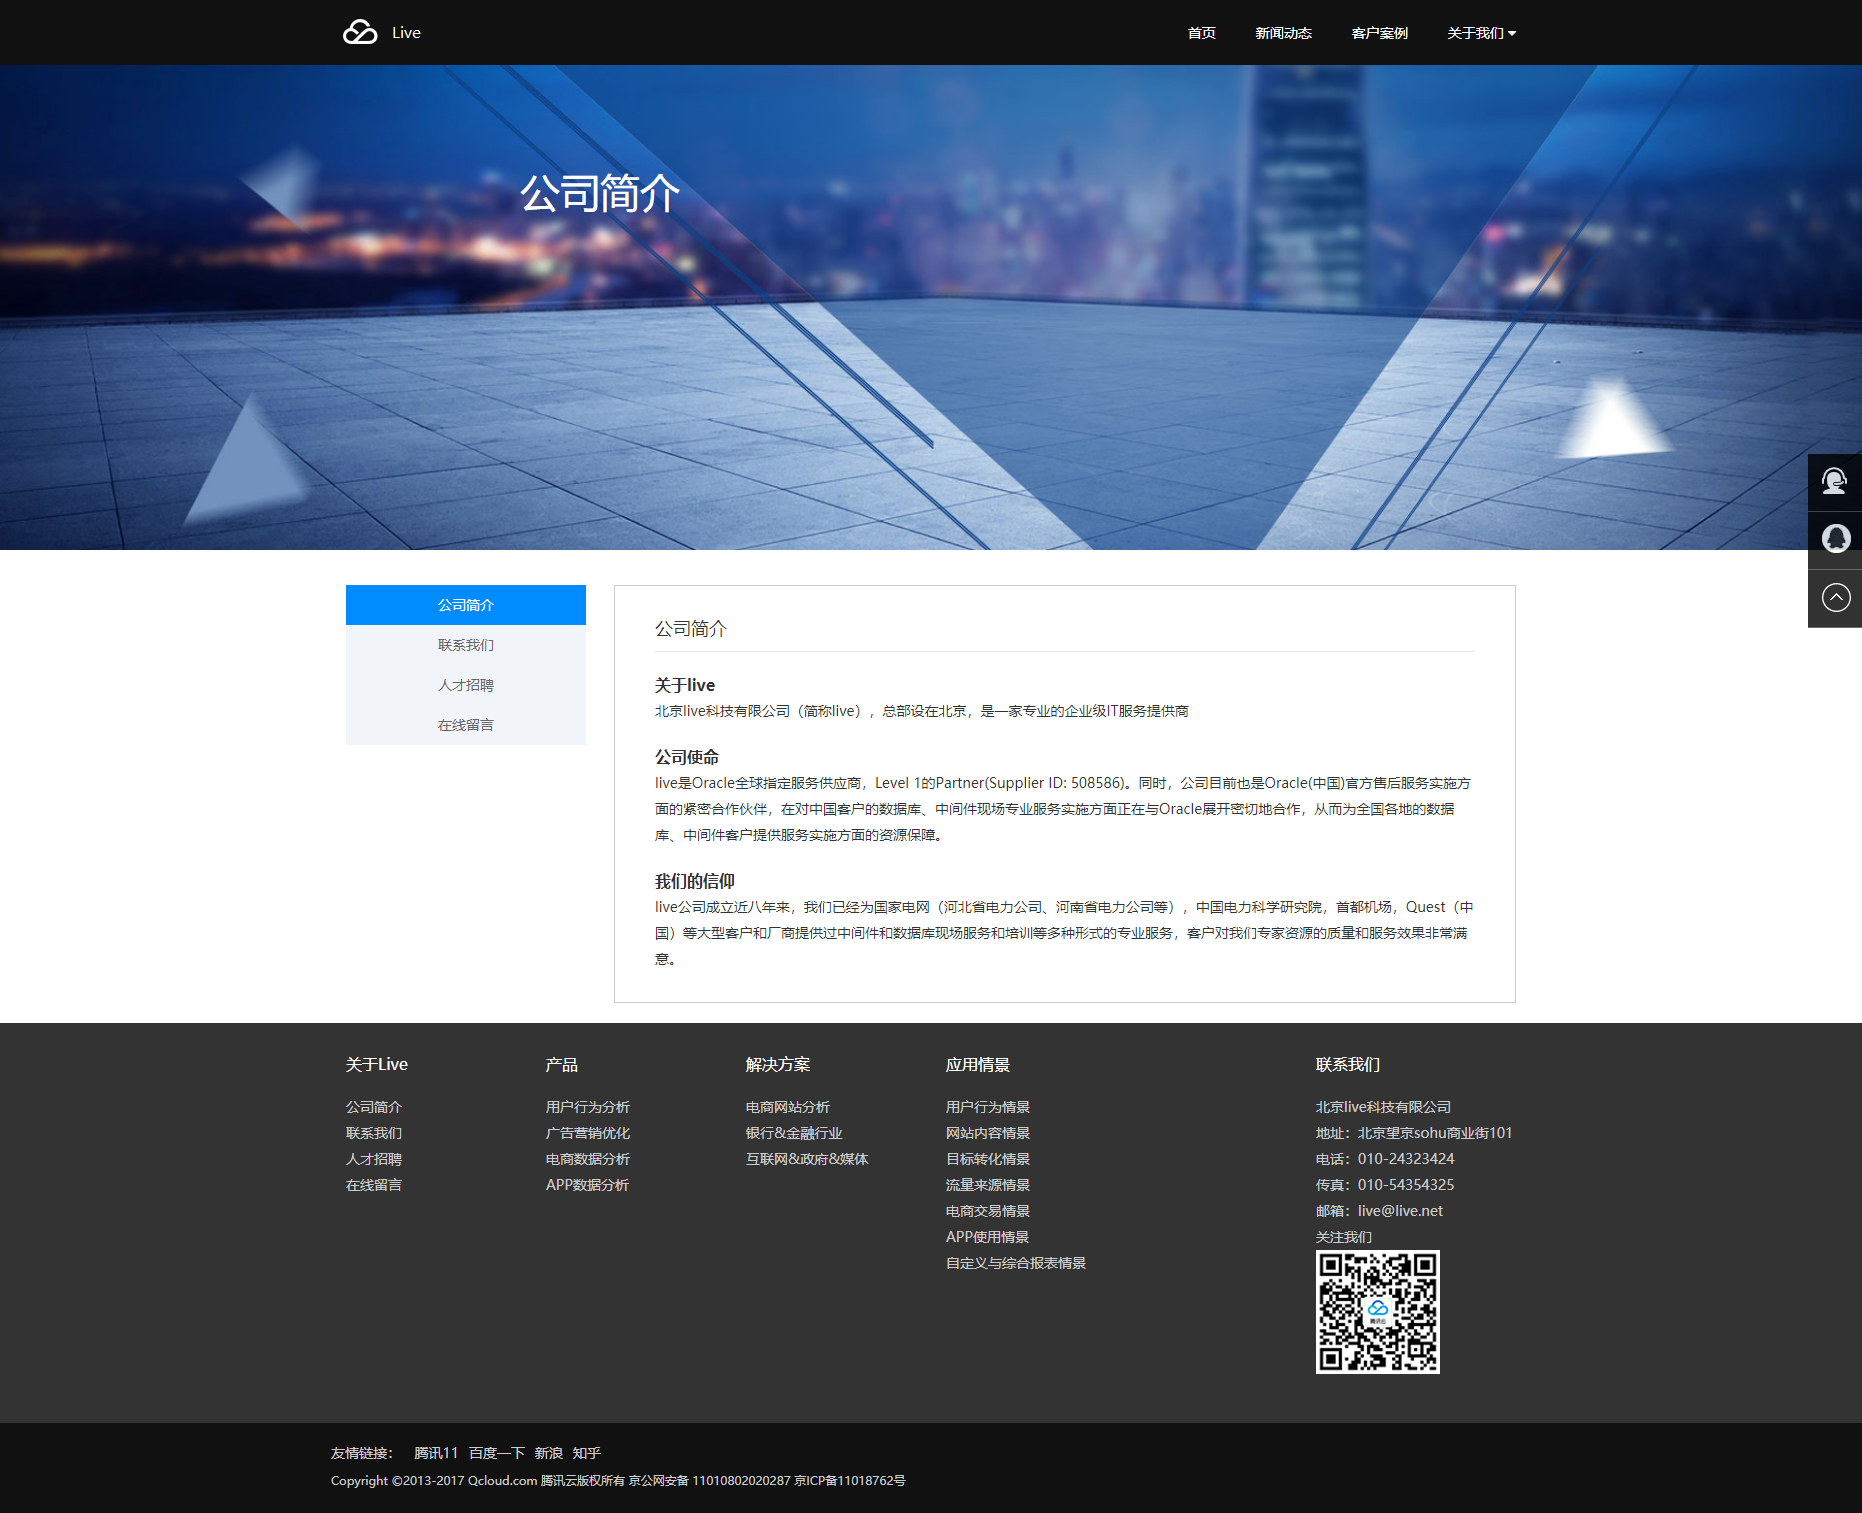 Live
首页 新闻动态 客户案例 关于我们
公司简介
公司简介
联系我们
人才招聘
在线留言
公司简介
关于live
北京live科技有限公司（简称live），总部设在北京，是一家专业的企业级IT服务提供商
公司使命
live是Oracle全球指定服务供应商，Level 1的Partner(Supplier ID: 508586)。同时，公司目前也是Oracle(中国)官方售后服务实施方
面的紧密合作伙伴，在对中国客户的数据库、中间件现场专业服务实施方面正在与Oracle展开密切地合作，从而为全国各地的数据
库、中间件客户提供服务实施方面的资源保障。
我们的信仰
live公司成立近八年来，我们已经为国家电网（河北省电力公司、河南省电力公司等），中国电力科学研究院，首都机场，Quest（中
国）等大型客户和厂商提供过中间件和数据库现场服务和培训等多种形式的专业服务，客户对我们专家资源的质量和服务效果非常满
意。
关于Live
公司简介
联系我们
人才招聘
在线留言
产品
用户行为分析
广告营销优化
电商数据分析
APP数据分析
解决方案
电商网站分析
银行&金融行业
互联网&政府&媒体
应用情景
用户行为情景
网站内容情景
目标转化情景
流量来源情景
电商交易情景
APP使用情景
自定义与综合报表情景
联系我们
北京live科技有限公司
地址：北京望京sohu商业街101
电话：010-24323424
传真：010-54354325
邮箱：live@live.net
关注我们
腾讯云
友情链接： 腾讯11 百度一下 新浪 知乎
Copyright ©2013-2017 Qcloud.com 腾讯云版权所有 京公网安备 11010802020287 京ICP备11018762号